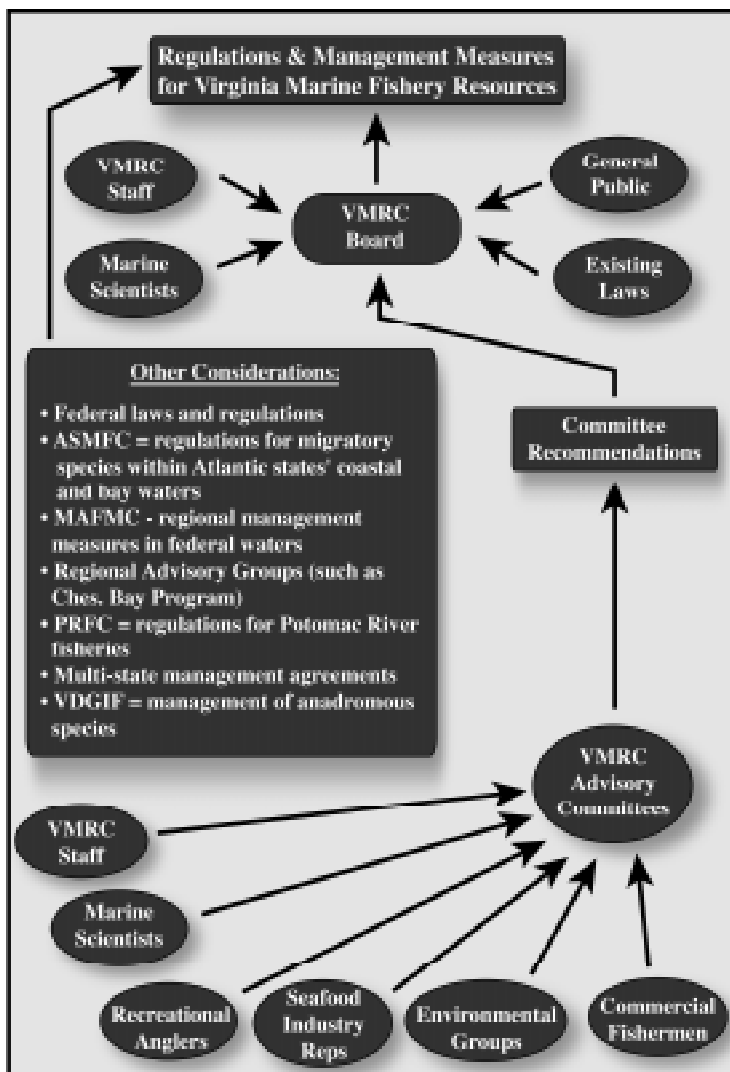 Regulations & Management Measures
for Virginia Marine Fishery Resources
VMRC
Staff
General
Public
VMRC
Board
Marine
Scientists
Existing
Laws
Other Considerations:
• Federal laws and regulations
• ASMFC = regulations for migratory
species within Atlantic states' coastal
and bay waters
• MAFMC - regional management
measures in federal waters
• Regional Advisory Groups (such as
Ches. Bay Program)
• PRFC = regulations for Potomac River
fisheries
• Multi-state management agreements
• VDGIF = management of anadromous
species
Committee
Recommendations
VMRC
Advisory
Committees
VMRC
Staff
Marine
Scientists
Recreational
Anglers
Seafood
Industry
Reps
Environmental
Groups
Commercial
Fishermen